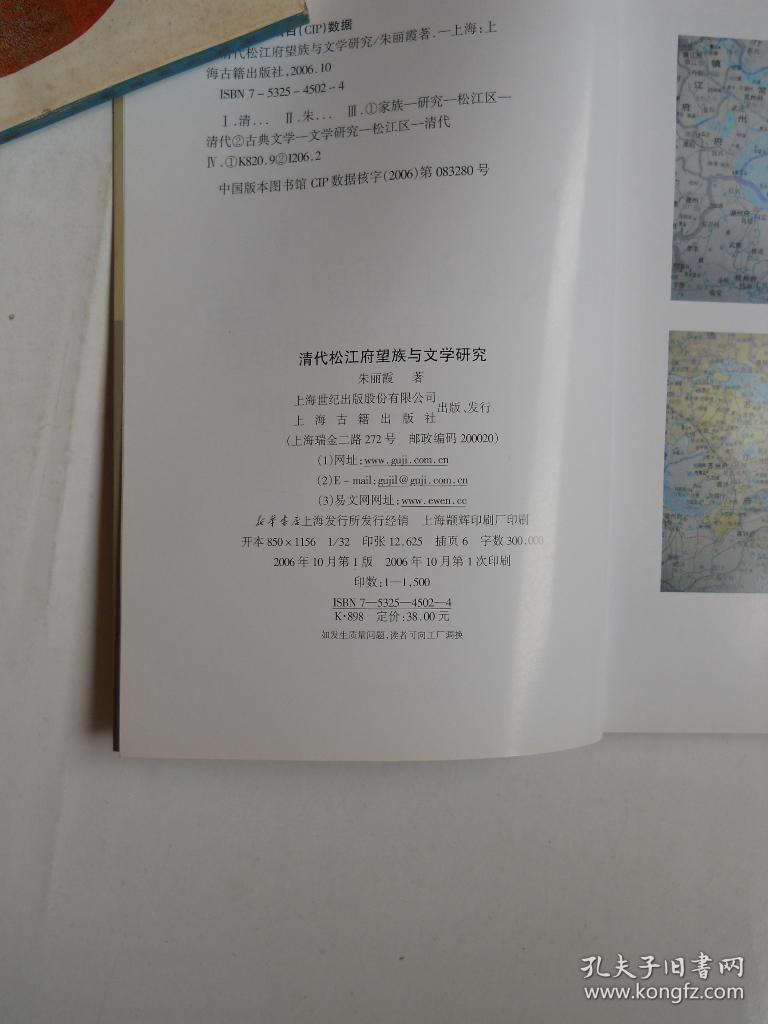 (CIP)数据
清代松江府望族与文学研究/朱丽霞著.—上海:上
海古籍出版社,2006.10
ISBN 7-5325-4502-4
Ⅰ.清… Ⅱ.朱… Ⅲ.①家族—研究—松江区—
清代②古典文学—文学研究—松江区—清代
Ⅳ.①K820.9②I206.2
中国版本图书馆CIP数据核字(2006)第083280号
清代松江府望族与文学研究
朱丽霞 著
上海世纪出版股份有限公司
上海古籍出版社
出版、发行
(上海瑞金二路272号 邮政编码200020)
(1)网址:www.guji.com.cn
(2)E-mail:gujil@guji.com.cn
(3)易文网网址:www.ewen.cc
新华书店上海发行所发行经销 上海颛辉印刷厂印刷
开本850×1156 1/32 印张12.625 插页6 字数300,000
2006年10月第1版 2006年10月第1次印刷
印数:1—1,500
ISBN 7—5325—4502—4
K·898 定价:38.00元
如发生质量问题,读者可向工厂调换
孔夫子旧书网
www.kongfz.com